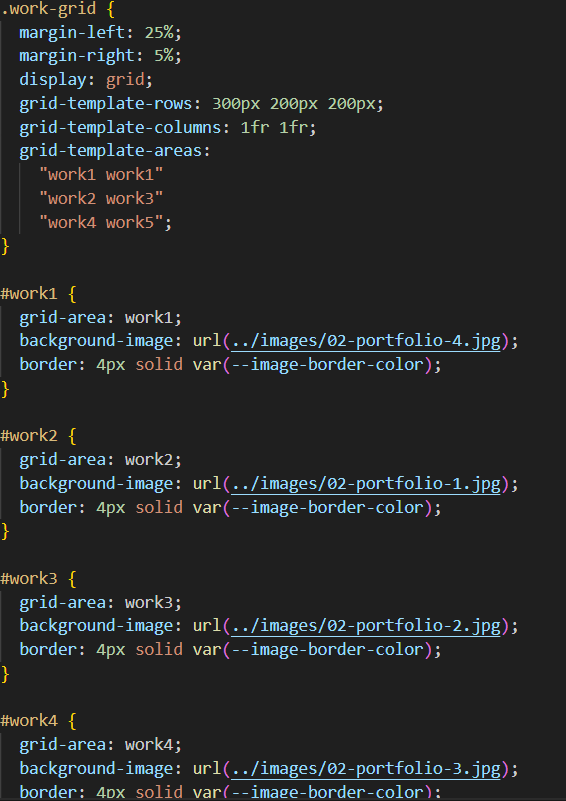 .work-grid {
  margin-left: 25%;
  margin-right: 5%;
  display: grid;
  grid-template-rows: 300px 200px 200px;
  grid-template-columns: 1fr 1fr;
  grid-template-areas:
    "work1 work1"
    "work2 work3"
    "work4 work5";
}

#work1 {
  grid-area: work1;
  background-image: url(../images/02-portfolio-4.jpg);
  border: 4px solid var(--image-border-color);
}

#work2 {
  grid-area: work2;
  background-image: url(../images/02-portfolio-1.jpg);
  border: 4px solid var(--image-border-color);
}

#work3 {
  grid-area: work3;
  background-image: url(../images/02-portfolio-2.jpg);
  border: 4px solid var(--image-border-color);
}

#work4 {
  grid-area: work4;
  background-image: url(../images/02-portfolio-3.jpg);
  border: 4px solid var(--image-border-color);